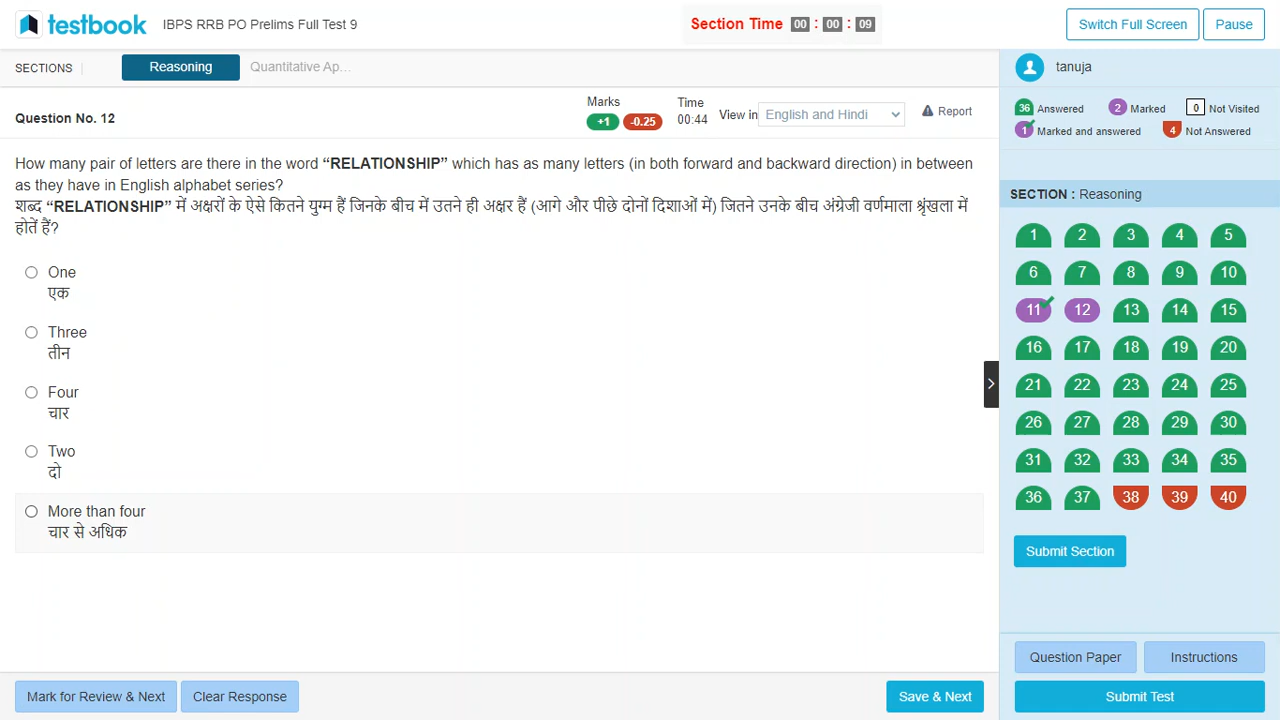 testbook IBPS RRB PO Prelims Full Test 9 Section Time 00 : 00 : 09 Switch Full Screen Pause
SECTIONS Reasoning Quantitative Ap... tanuja
Question No. 12 Marks +1 -0.25 Time 00:44 View in English and Hindi Report
36 Answered 2 Marked 0 Not Visited
1 Marked and answered 4 Not Answered
How many pair of letters are there in the word “RELATIONSHIP” which has as many letters (in both forward and backward direction) in between
as they have in English alphabet series?
शब्द “RELATIONSHIP” में अक्षरों के ऐसे कितने युग्म हैं जिनके बीच में उतने ही अक्षर हैं (आगे और पीछे दोनों दिशाओं में) जितने उनके बीच अंग्रेजी वर्णमाला श्रृंखला में
होतें हैं?
One
एक
Three
तीन
Four
चार
Two
दो
More than four
चार से अधिक
SECTION : Reasoning
1 2 3 4 5
6 7 8 9 10
11 12 13 14 15
16 17 18 19 20
21 22 23 24 25
26 27 28 29 30
31 32 33 34 35
36 37 38 39 40
Submit Section
Question Paper Instructions
Mark for Review & Next Clear Response Save & Next Submit Test